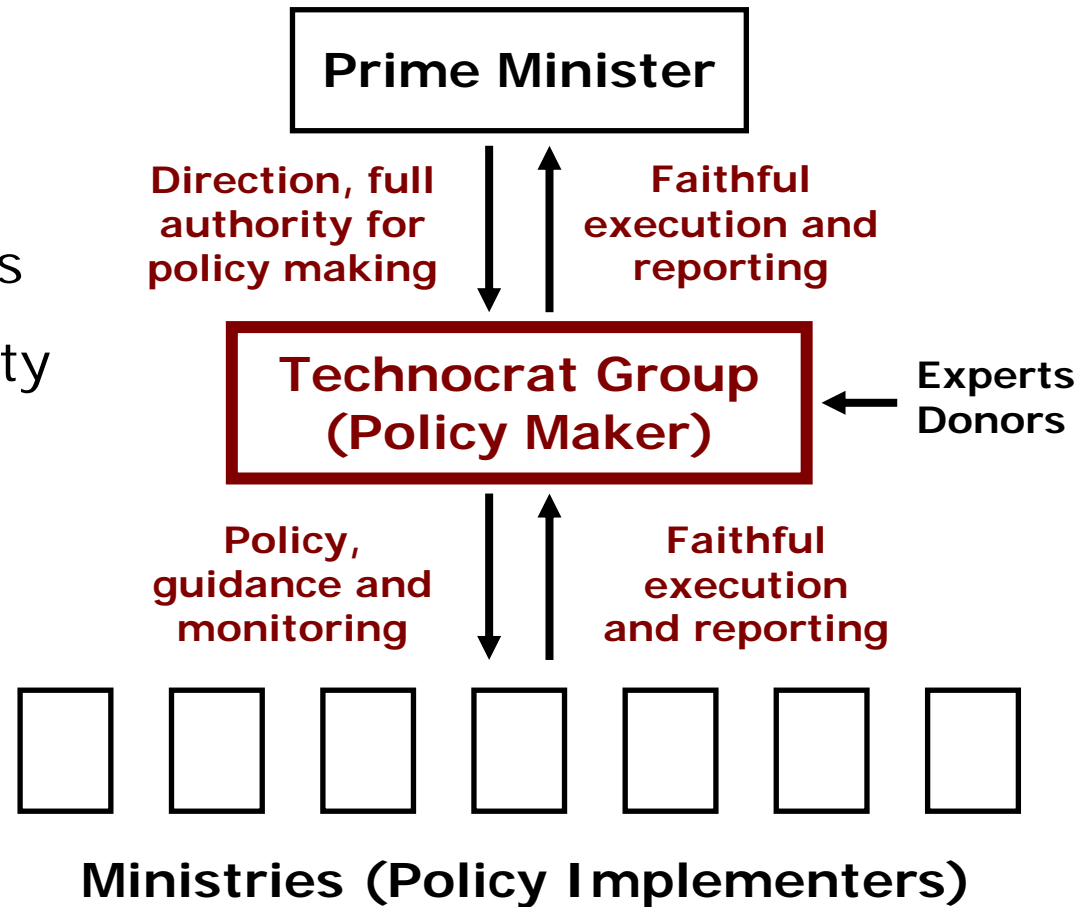 Prime Minister
Direction, full
authority for
policy making
Faithful
execution and
reporting
s
ty
Technocrat Group
(Policy Maker)
Experts
Donors
Policy,
guidance and
monitoring
Faithful
execution
and reporting
Ministries (Policy Implementers)